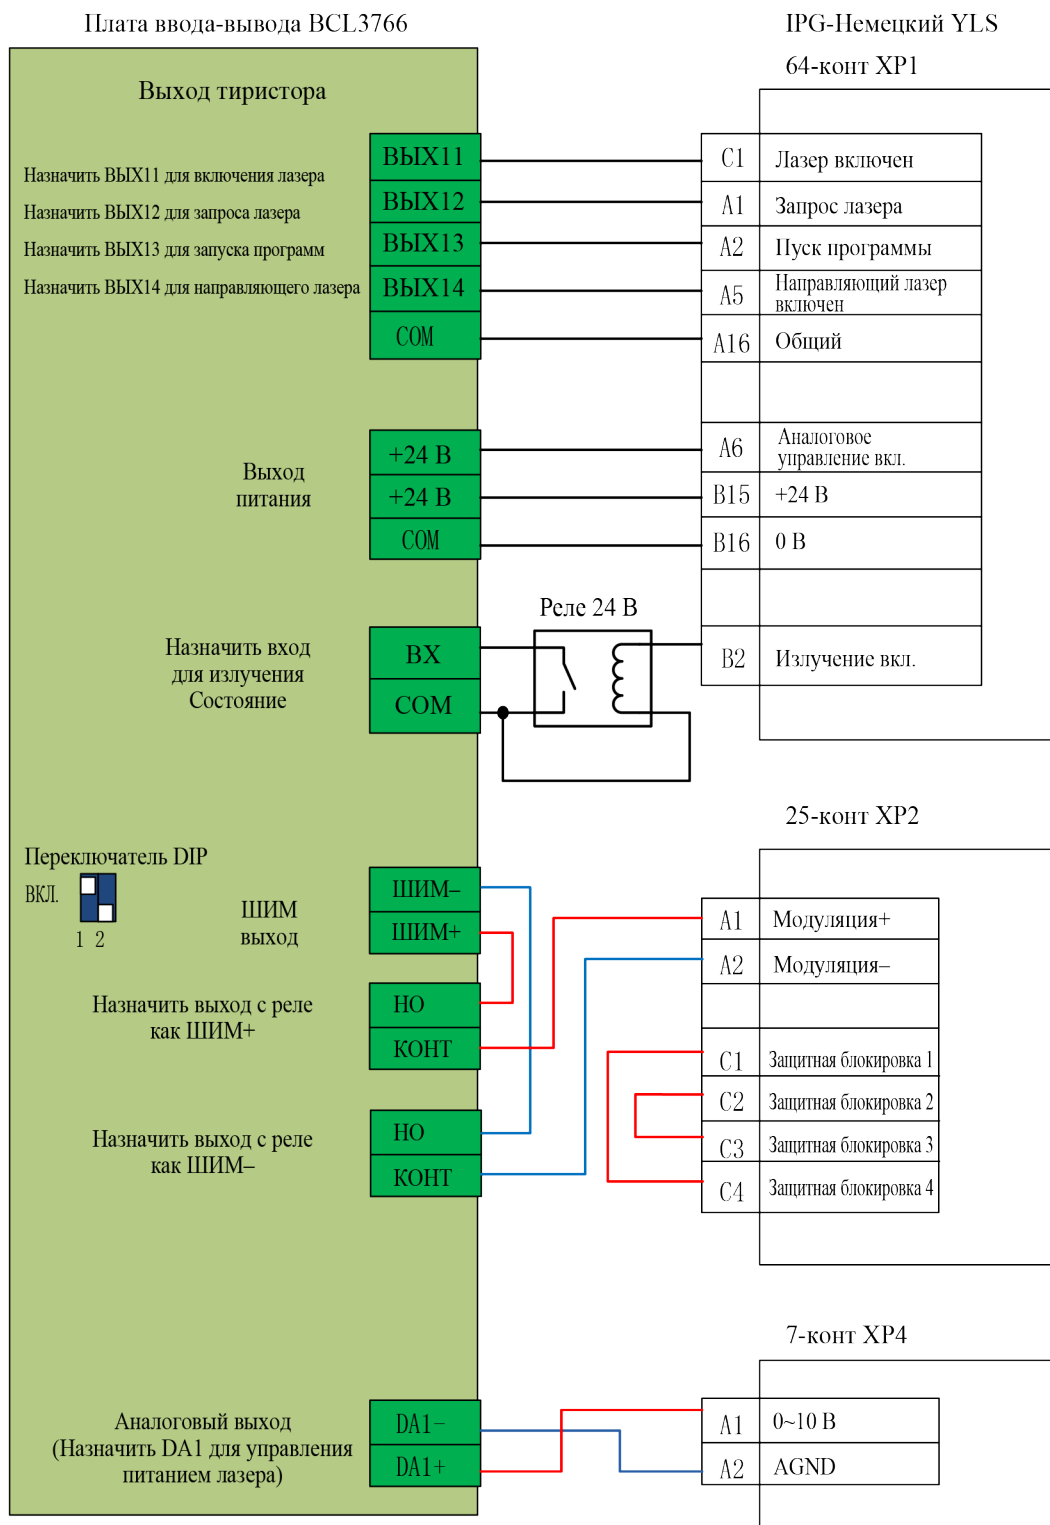 Плата ввода-вывода BCL3766
IPG-Немецкий YLS
64-конт XP1
Выход тиристора
Назначить ВЫХ11 для включения лазера
Назначить ВЫХ12 для запроса лазера
Назначить ВЫХ13 для запуска программ
Назначить ВЫХ14 для направляющего лазера
ВЫХ11
ВЫХ12
ВЫХ13
ВЫХ14
COM
C1 Лазер включен
A1 Запрос лазера
A2 Пуск программы
A5 Направляющий лазер
включен
A16 Общий
Выход
питания
+24 В
+24 В
COM
A6 Аналоговое
управление вкл.
B15 +24 В
B16 0 В
Реле 24 В
Назначить вход
для излучения
Состояние
ВХ
COM
B2 Излучение вкл.
25-конт XP2
Переключатель DIP
ВКЛ.
1 2
ШИМ
выход
ШИМ–
ШИМ+
Назначить выход с реле
как ШИМ+
НО
КОНТ
Назначить выход с реле
как ШИМ–
НО
КОНТ
A1 Модуляция+
A2 Модуляция–
C1 Защитная блокировка 1
C2 Защитная блокировка 2
C3 Защитная блокировка 3
C4 Защитная блокировка 4
7-конт XP4
Аналоговый выход
(Назначить DA1 для управления
питанием лазера)
DA1-
DA1+
A1 0~10 В
A2 AGND